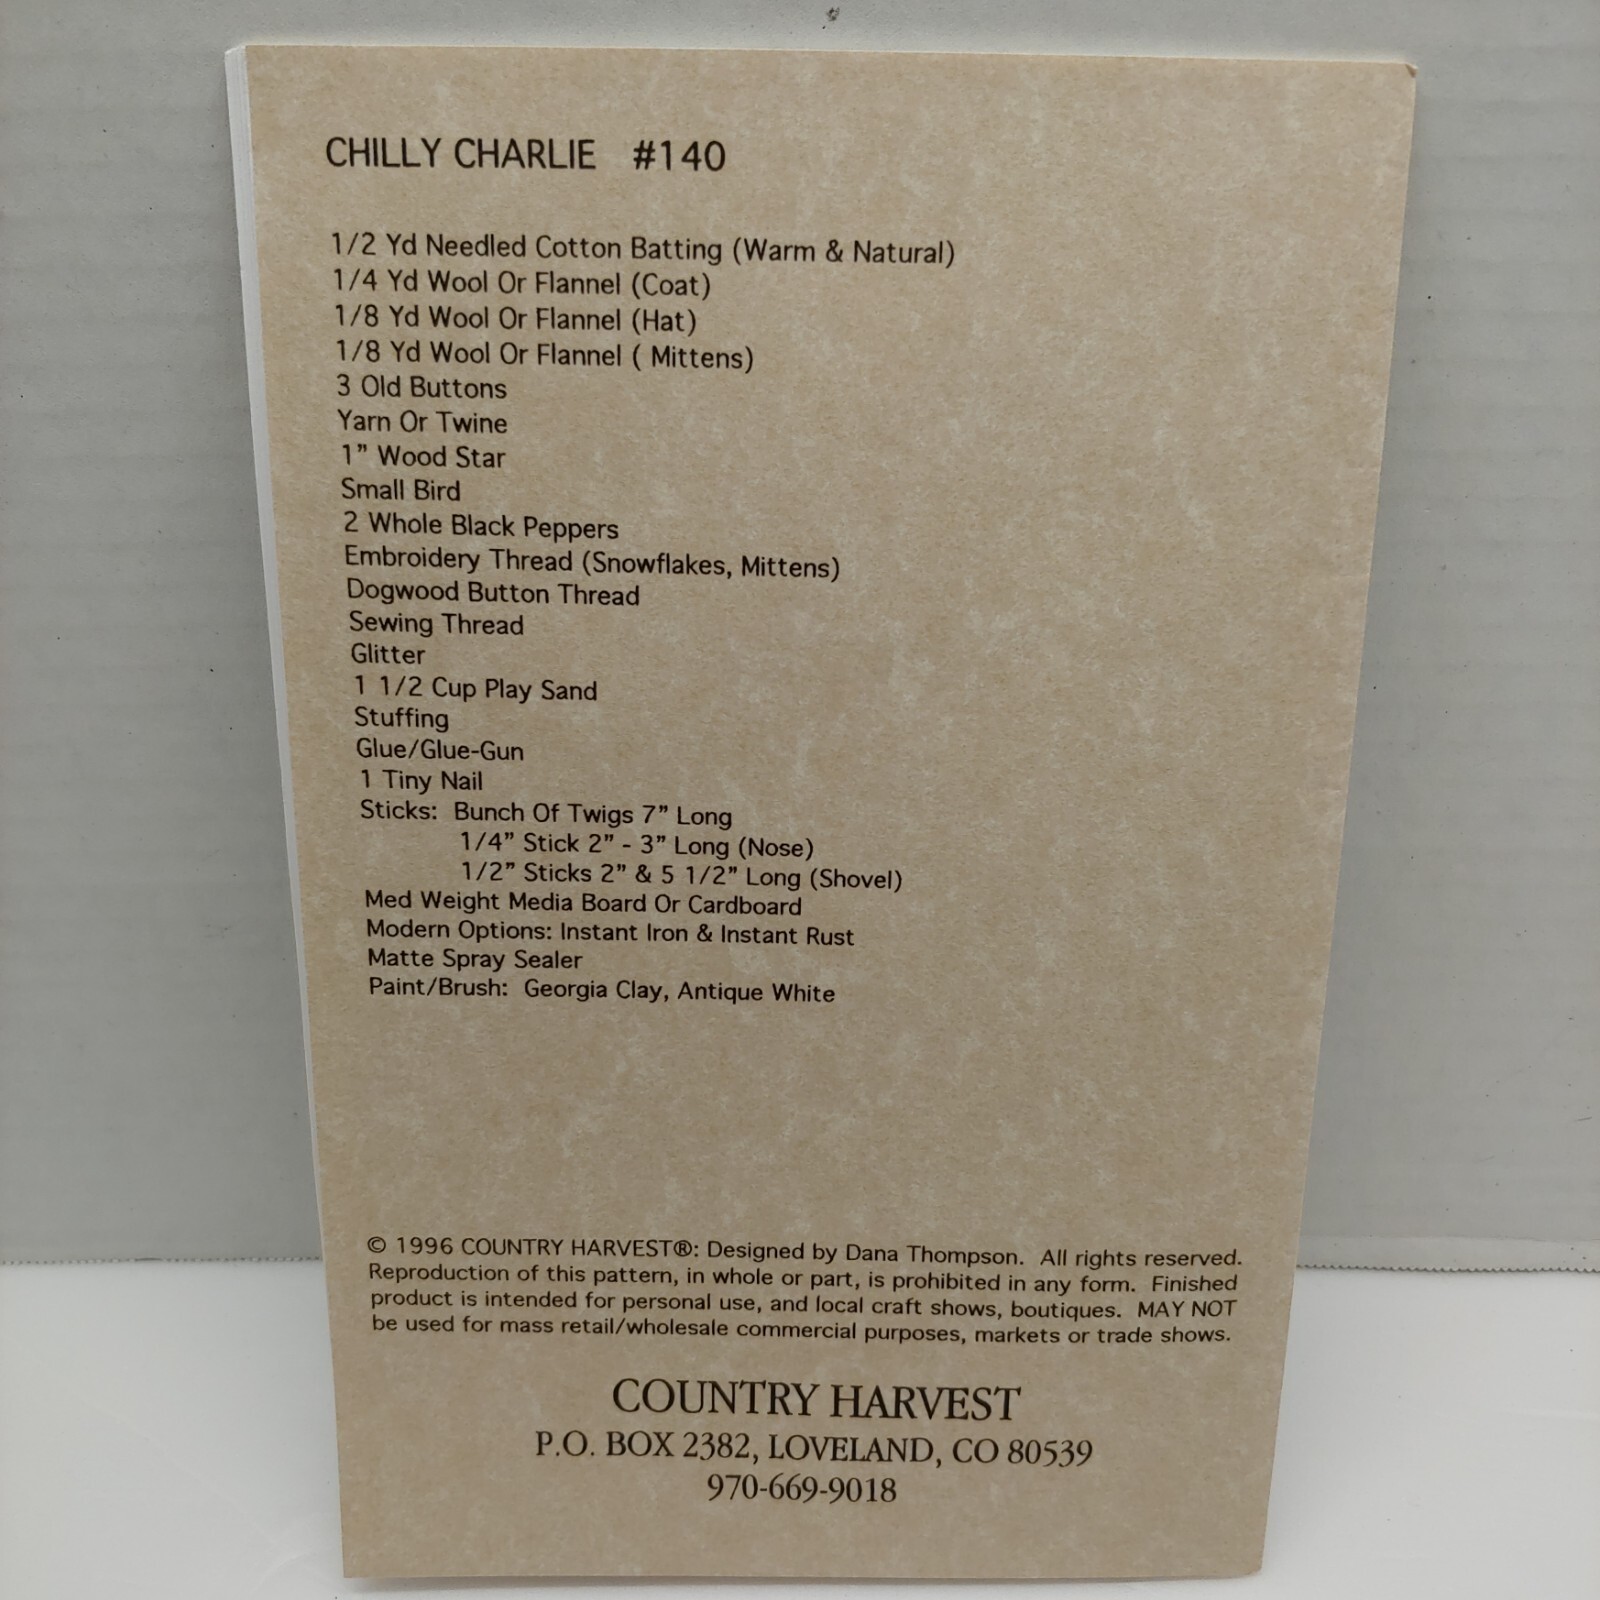 CHILLY CHARLIE #140
1/2 Yd Needled Cotton Batting (Warm & Natural)
1/4 Yd Wool Or Flannel (Coat)
1/8 Yd Wool Or Flannel (Hat)
1/8 Yd Wool Or Flannel ( Mittens)
3 Old Buttons
Yarn Or Twine
1” Wood Star
Small Bird
2 Whole Black Peppers
Embroidery Thread (Snowflakes, Mittens)
Dogwood Button Thread
Sewing Thread
Glitter
1 1/2 Cup Play Sand
Stuffing
Glue/Glue-Gun
1 Tiny Nail
Sticks: Bunch Of Twigs 7” Long
1/4” Stick 2” - 3” Long (Nose)
1/2” Sticks 2” & 5 1/2” Long (Shovel)
Med Weight Media Board Or Cardboard
Modern Options: Instant Iron & Instant Rust
Matte Spray Sealer
Paint/Brush: Georgia Clay, Antique White
© 1996 COUNTRY HARVEST®: Designed by Dana Thompson. All rights reserved.
Reproduction of this pattern, in whole or part, is prohibited in any form. Finished
product is intended for personal use, and local craft shows, boutiques. MAY NOT
be used for mass retail/wholesale commercial purposes, markets or trade shows.
COUNTRY HARVEST
P.O. BOX 2382, LOVELAND, CO 80539
970-669-9018